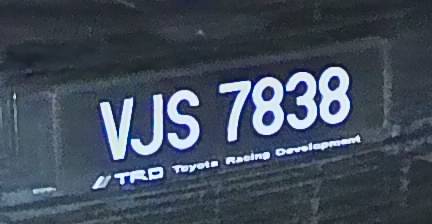 VJS 7838
TRD Toyota Racing Development